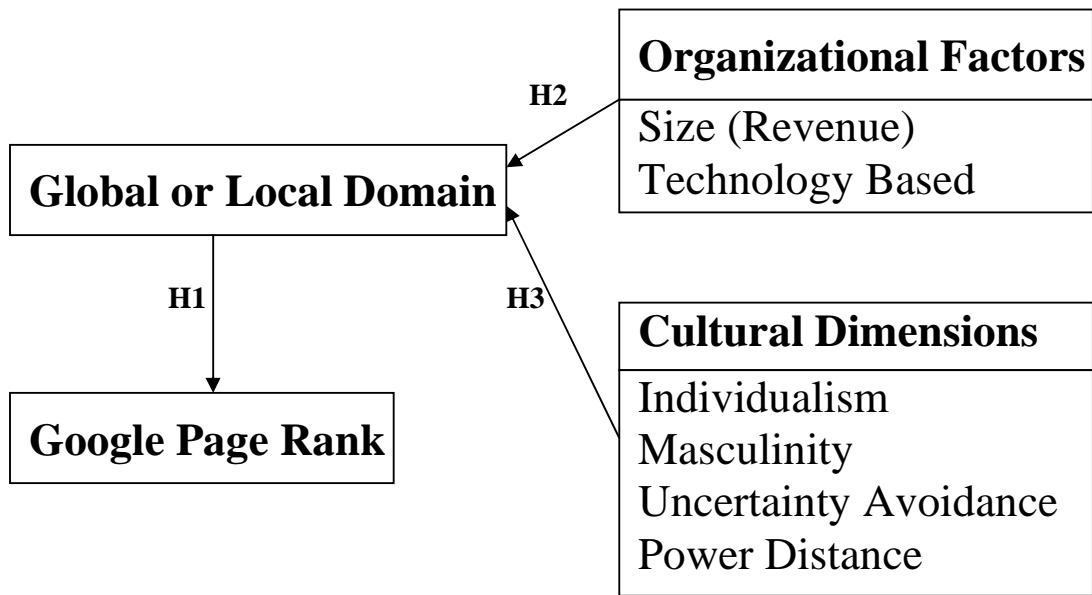 Organizational Factors
Size (Revenue)
Technology Based
H2
Global or Local Domain
H1
H3
Google Page Rank
Cultural Dimensions
Individualism
Masculinity
Uncertainty Avoidance
Power Distance